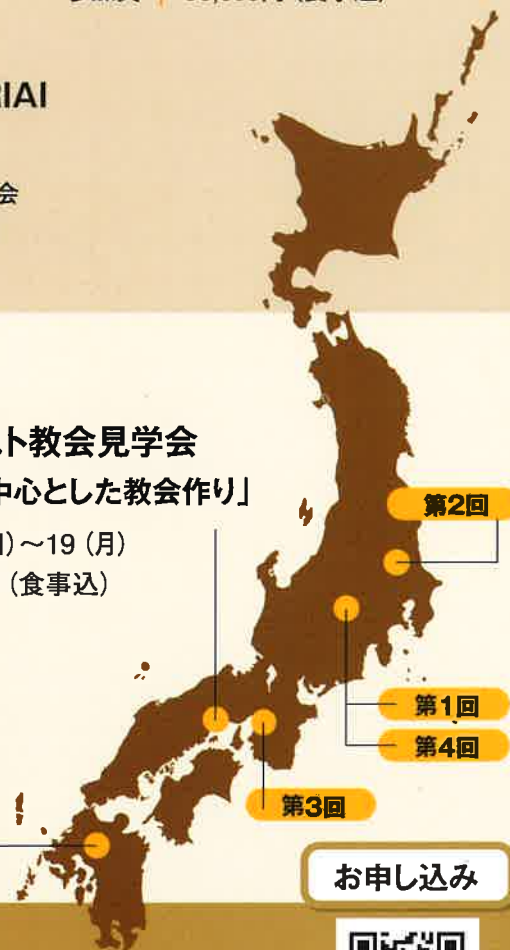 IAI
会
ト教会見学会
中心とした教会作り」
)～19（月）
（食事込）
第2回
第1回
第4回
第3回
お申し込み